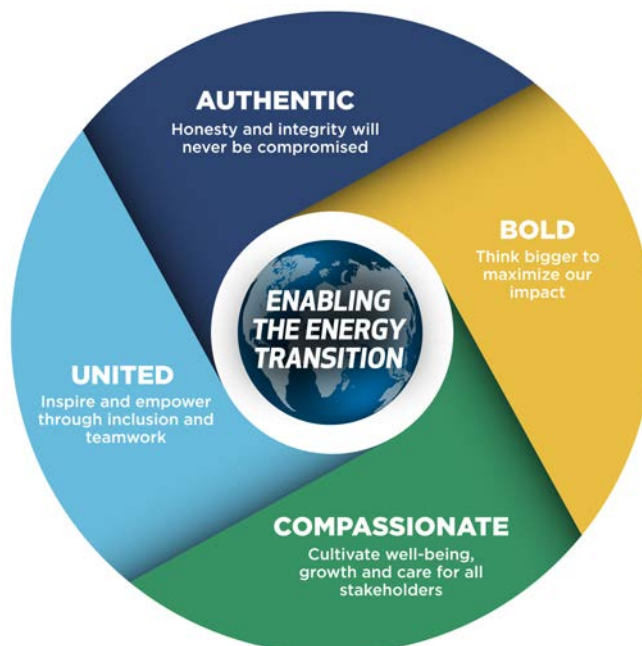 AUTHENTIC
Honesty and integrity will
never be compromised
BOLD
Think bigger to
maximize our
impact
ENABLING
THE ENERGY
TRANSITION
UNITED
Inspire and empower
through inclusion and
teamwork
COMPASSIONATE
Cultivate well-being,
growth and care for all
stakeholders